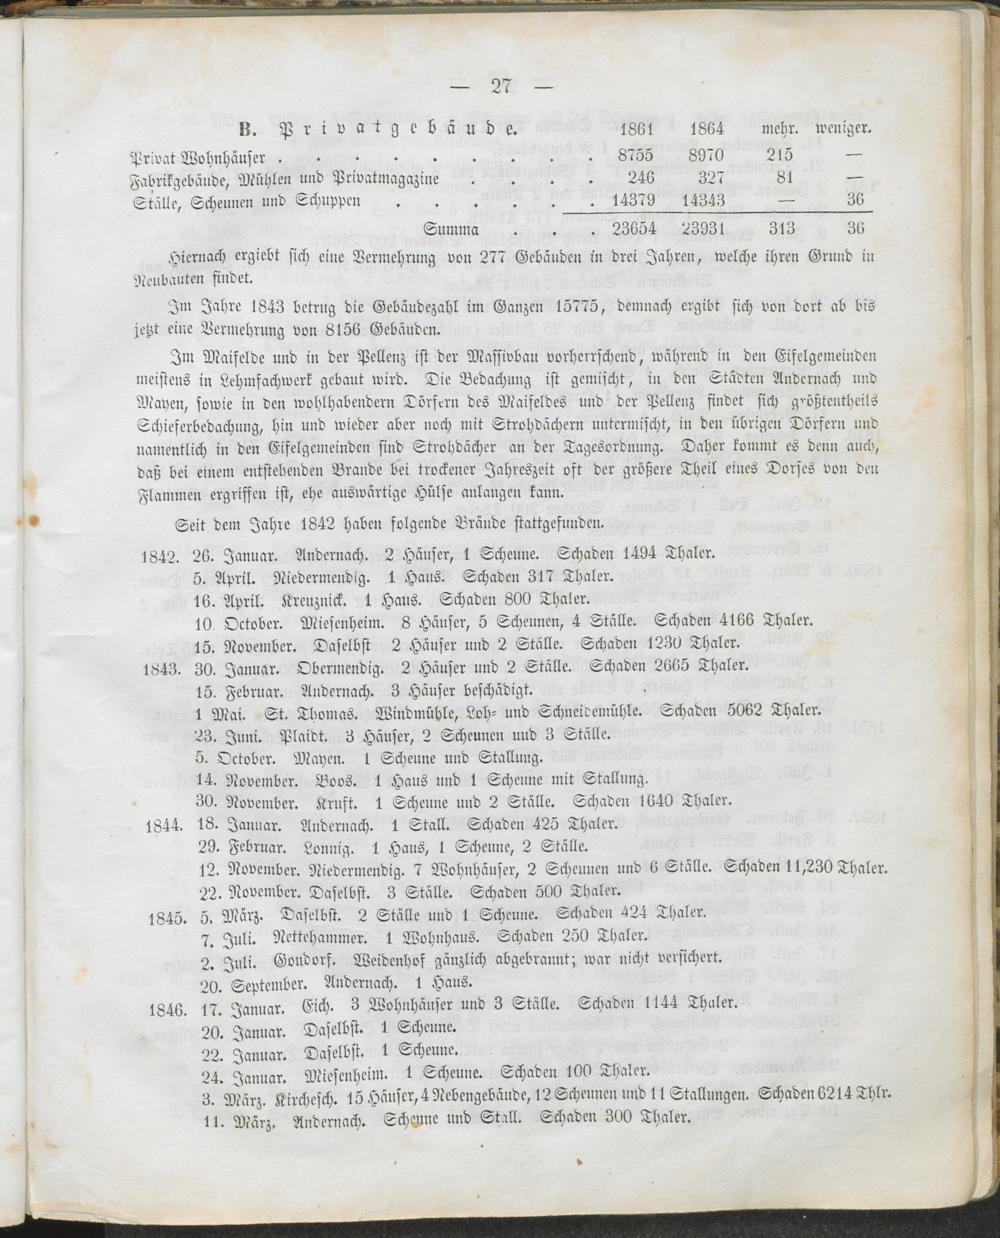 — 27 —
B. Privatgebäude. 1861 1864 mehr. weniger.
Privat Wohnhäuser . . . . . . . . . 8755 8970 215 —
Fabrikgebäude, Mühlen und Privatmagazine . . . . 246 327 81 —
Ställe, Scheunen und Schuppen . . . . . . 14379 14343 — 36
Summa . . . 23654 23931 313 36
Hiernach ergiebt sich eine Vermehrung von 277 Gebäuden in drei Jahren, welche ihren Grund in
Neubauten findet.
Im Jahre 1843 betrug die Gebäudezahl im Ganzen 15775, demnach ergibt sich von dort ab bis
jetzt eine Vermehrung von 8156 Gebäuden.
Im Maifelde und in der Pellenz ist der Massivbau vorherrschend, während in den Eifelgemeinden
meistens in Lehmfachwerk gebaut wird. Die Bedachung ist gemischt, in den Städten Andernach und
Mayen, sowie in den wohlhabendern Dörfern des Maifeldes und der Pellenz findet sich größtentheils
Schieferbedachung, hin und wieder aber noch mit Strohdächern untermischt, in den übrigen Dörfern und
namentlich in den Eifelgemeinden sind Strohdächer an der Tagesordnung. Daher kommt es denn auch,
daß bei einem entstehenden Brande bei trockener Jahreszeit oft der größere Theil eines Dorfes von den
Flammen ergriffen ist, ehe auswärtige Hülfe anlangen kann.
Seit dem Jahre 1842 haben folgende Brände stattgefunden.
1842. 26. Januar. Andernach. 2 Häuser, 1 Scheune. Schaden 1494 Thaler.
5. April. Niedermendig. 1 Haus. Schaden 317 Thaler.
16. April. Kreuznick. 1 Haus. Schaden 800 Thaler.
10. October. Miesenheim. 8 Häuser, 5 Scheunen, 4 Ställe. Schaden 4166 Thaler.
15. November. Daselbst 2 Häuser und 2 Ställe. Schaden 1230 Thaler.
1843. 30. Januar. Obermendig. 2 Häuser und 2 Ställe. Schaden 2665 Thaler.
15. Februar. Andernach. 3 Häuser beschädigt.
1 Mai. St. Thomas. Windmühle, Loh- und Schneidemühle. Schaden 5062 Thaler.
23. Juni. Plaidt. 3 Häuser, 2 Scheunen und 3 Ställe.
5. October. Mayen. 1 Scheune und Stallung.
14. November. Boos. 1 Haus und 1 Scheune mit Stallung.
30. November. Kruft. 1 Scheune und 2 Ställe. Schaden 1640 Thaler.
1844. 18. Januar. Andernach. 1 Stall. Schaden 425 Thaler.
29. Februar. Lonnig. 1 Haus, 1 Scheune, 2 Ställe.
12. November. Niedermendig. 7 Wohnhäuser, 2 Scheunen und 6 Ställe. Schaden 11,230 Thaler.
22. November. Daselbst. 3 Ställe. Schaden 500 Thaler.
1845. 5. März. Daselbst. 2 Ställe und 1 Scheune. Schaden 424 Thaler.
7. Juli. Nettehammer. 1 Wohnhaus. Schaden 250 Thaler.
2. Juli. Gondorf. Weidenhof gänzlich abgebrannt; war nicht versichert.
20. September. Andernach. 1 Haus.
1846. 17. Januar. Eich. 3 Wohnhäuser und 3 Ställe. Schaden 1144 Thaler.
20. Januar. Daselbst. 1 Scheune.
22. Januar. Daselbst. 1 Scheune.
24. Januar. Miesenheim. 1 Scheune. Schaden 100 Thaler.
3. März. Kirchesch. 15 Häuser, 4 Nebengebäude, 12 Scheunen und 11 Stallungen. Schaden 6214 Thlr.
11. März. Andernach. Scheune und Stall. Schaden 300 Thaler.